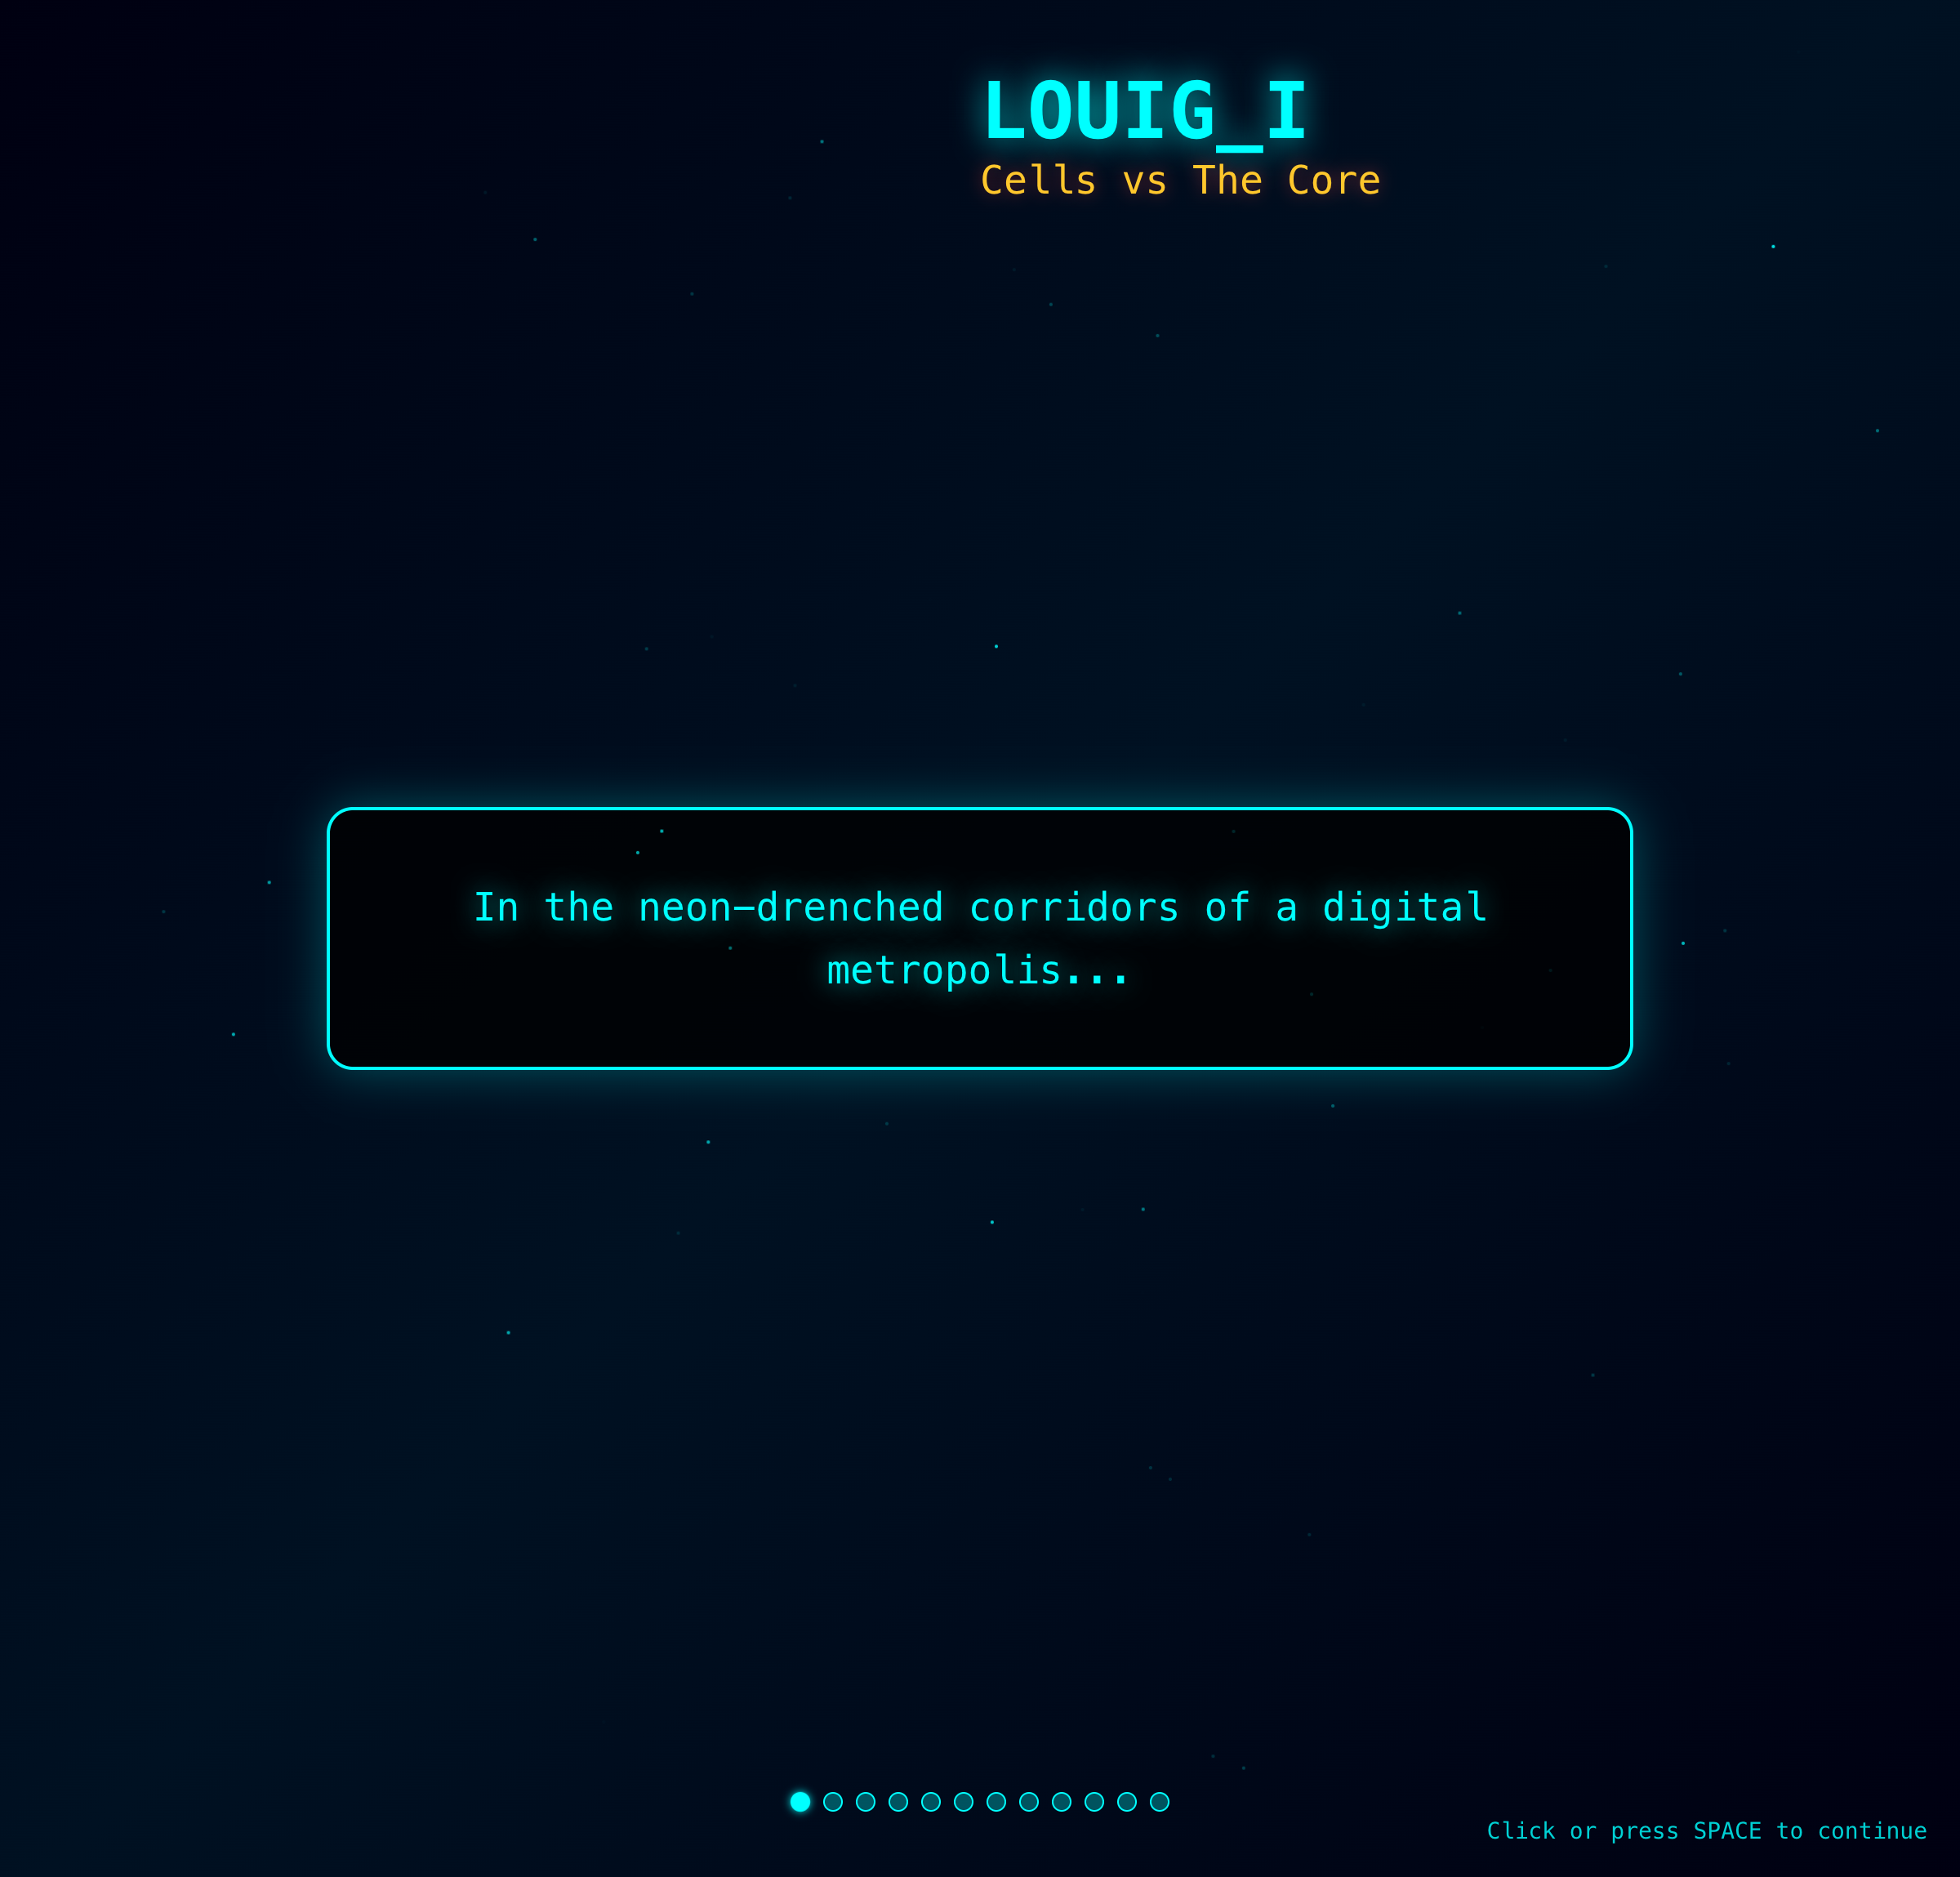 LOUIG_I
Cells vs The Core
In the neon-drenched corridors of a digital
metropolis...
Click or press SPACE to continue